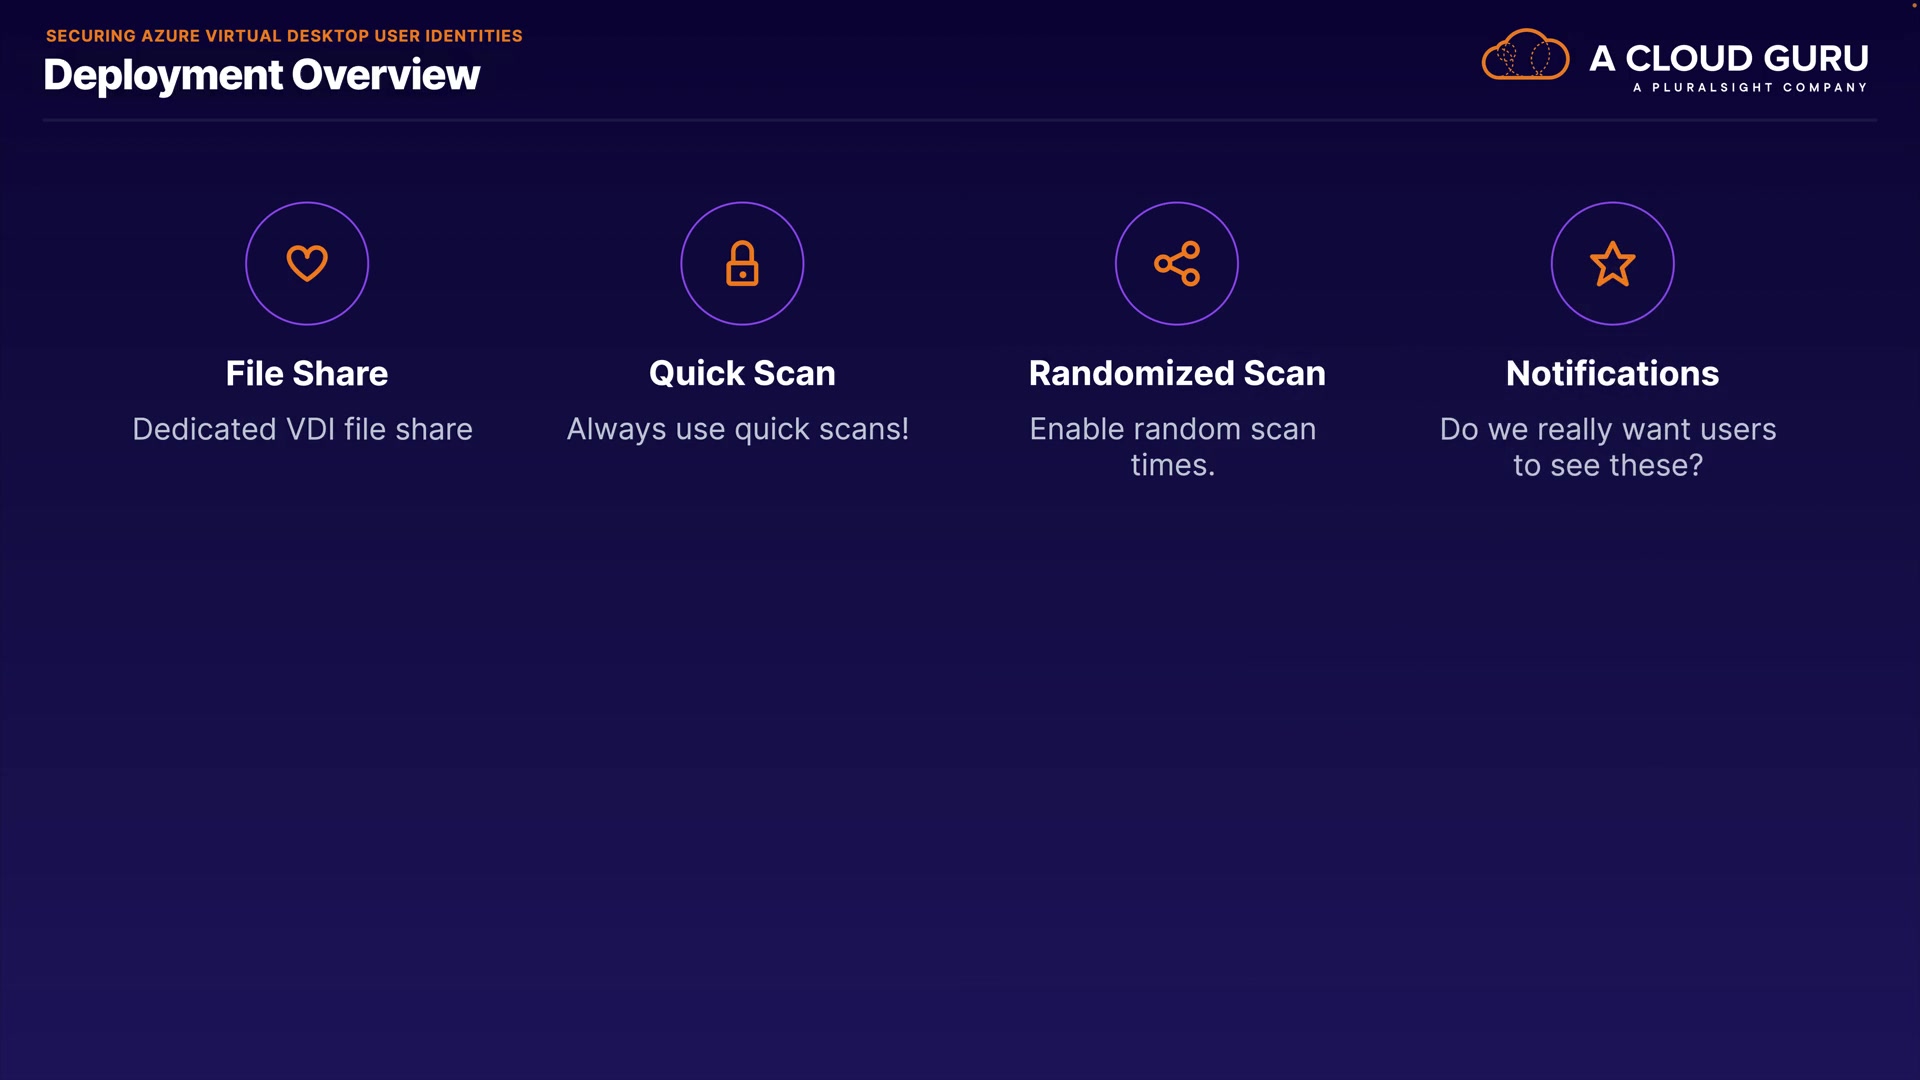 SECURING AZURE VIRTUAL DESKTOP USER IDENTITIES
Deployment Overview
A CLOUD GURU
A PLURALSIGHT COMPANY
File Share
Dedicated VDI file share
Quick Scan
Always use quick scans!
Randomized Scan
Enable random scan
times.
Notifications
Do we really want users
to see these?